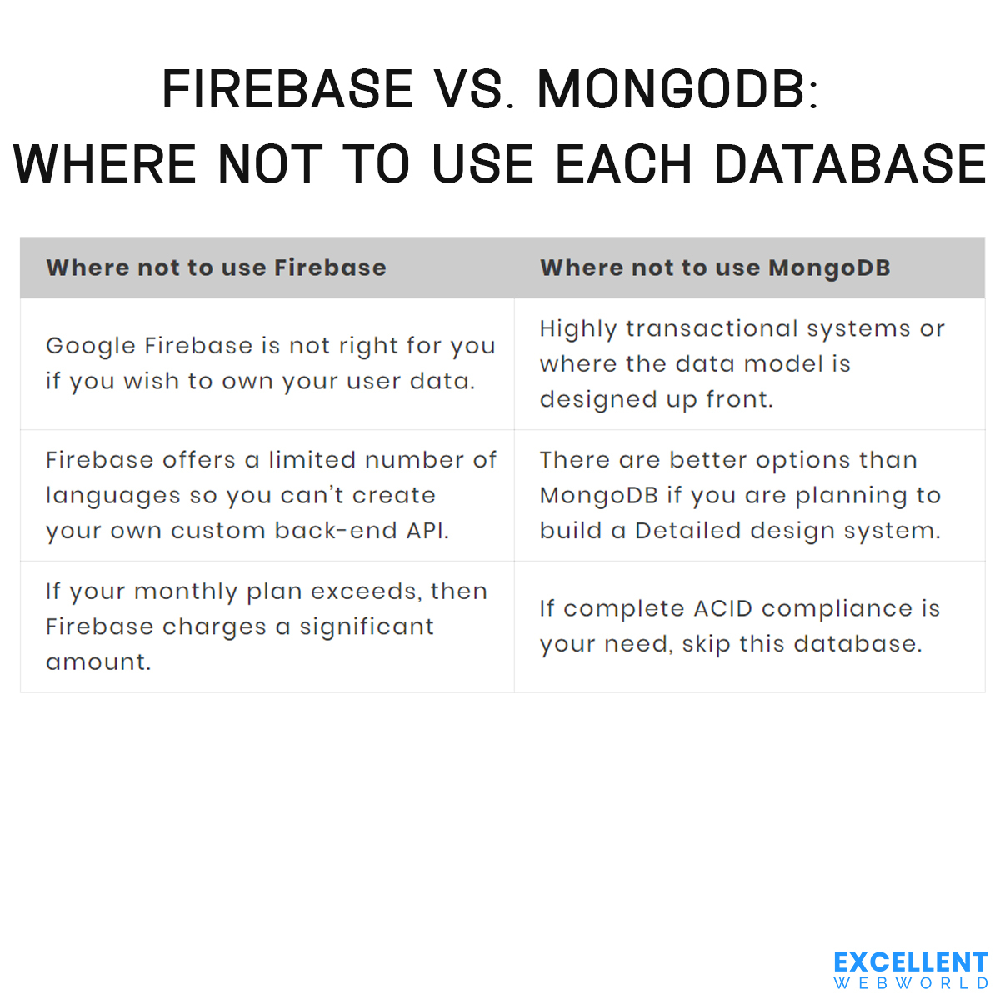 FIREBASE VS. MONGODB:
WHERE NOT TO USE EACH DATABASE
Where not to use Firebase
Where not to use MongoDB
Google Firebase is not right for you
if you wish to own your user data.
Highly transactional systems or
where the data model is
designed up front.
Firebase offers a limited number of
languages so you can’t create
your own custom back-end API.
There are better options than
MongoDB if you are planning to
build a Detailed design system.
If your monthly plan exceeds, then
Firebase charges a significant
amount.
If complete ACID compliance is
your need, skip this database.
EXCELLENT
WEBWORLD